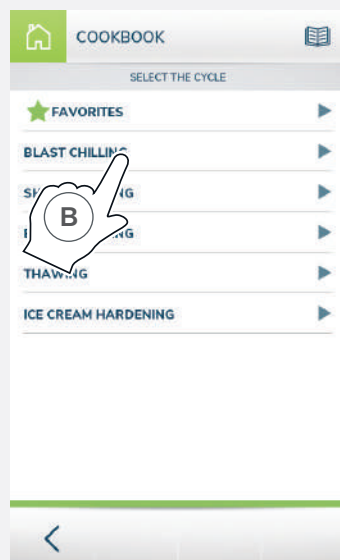 COOKBOOK
SELECT THE CYCLE
FAVORITES
BLAST CHILLING
B
THAWING
ICE CREAM HARDENING